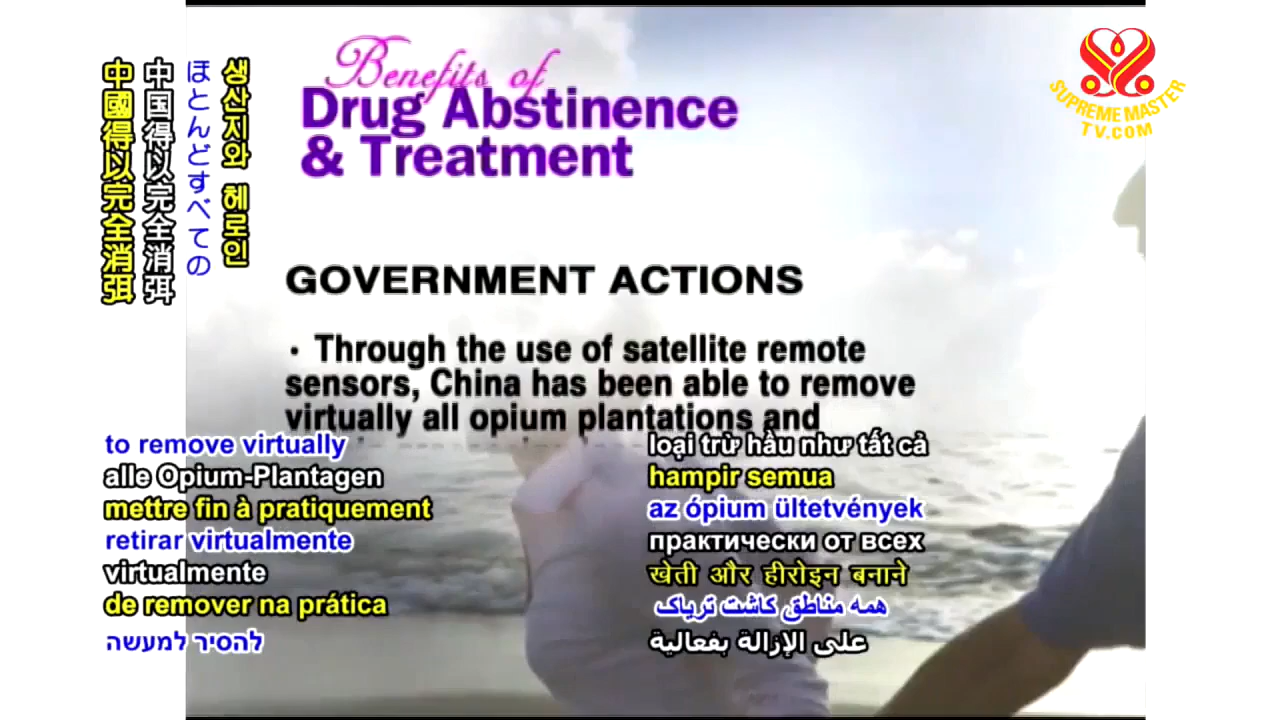 Benefits of
Drug Abstinence
& Treatment
SUPREME MASTER
TV.COM
中國得以完全消弭
中国得以完全消弭
ほとんどすべての
생산지와 헤로인
GOVERNMENT ACTIONS
· Through the use of satellite remote
sensors, China has been able to remove
virtually all opium plantations and
to remove virtually
alle Opium-Plantagen
mettre fin à pratiquement
retirar virtualmente
virtualmente
de remover na prática
להסיר למעשה
loại trừ hầu như tất cả
hampir semua
az ópium ültetvények
практически от всех
खेती और हीरोइन बनाने
همه مناطق کاشت تریاک
على الإزالة بفعالية